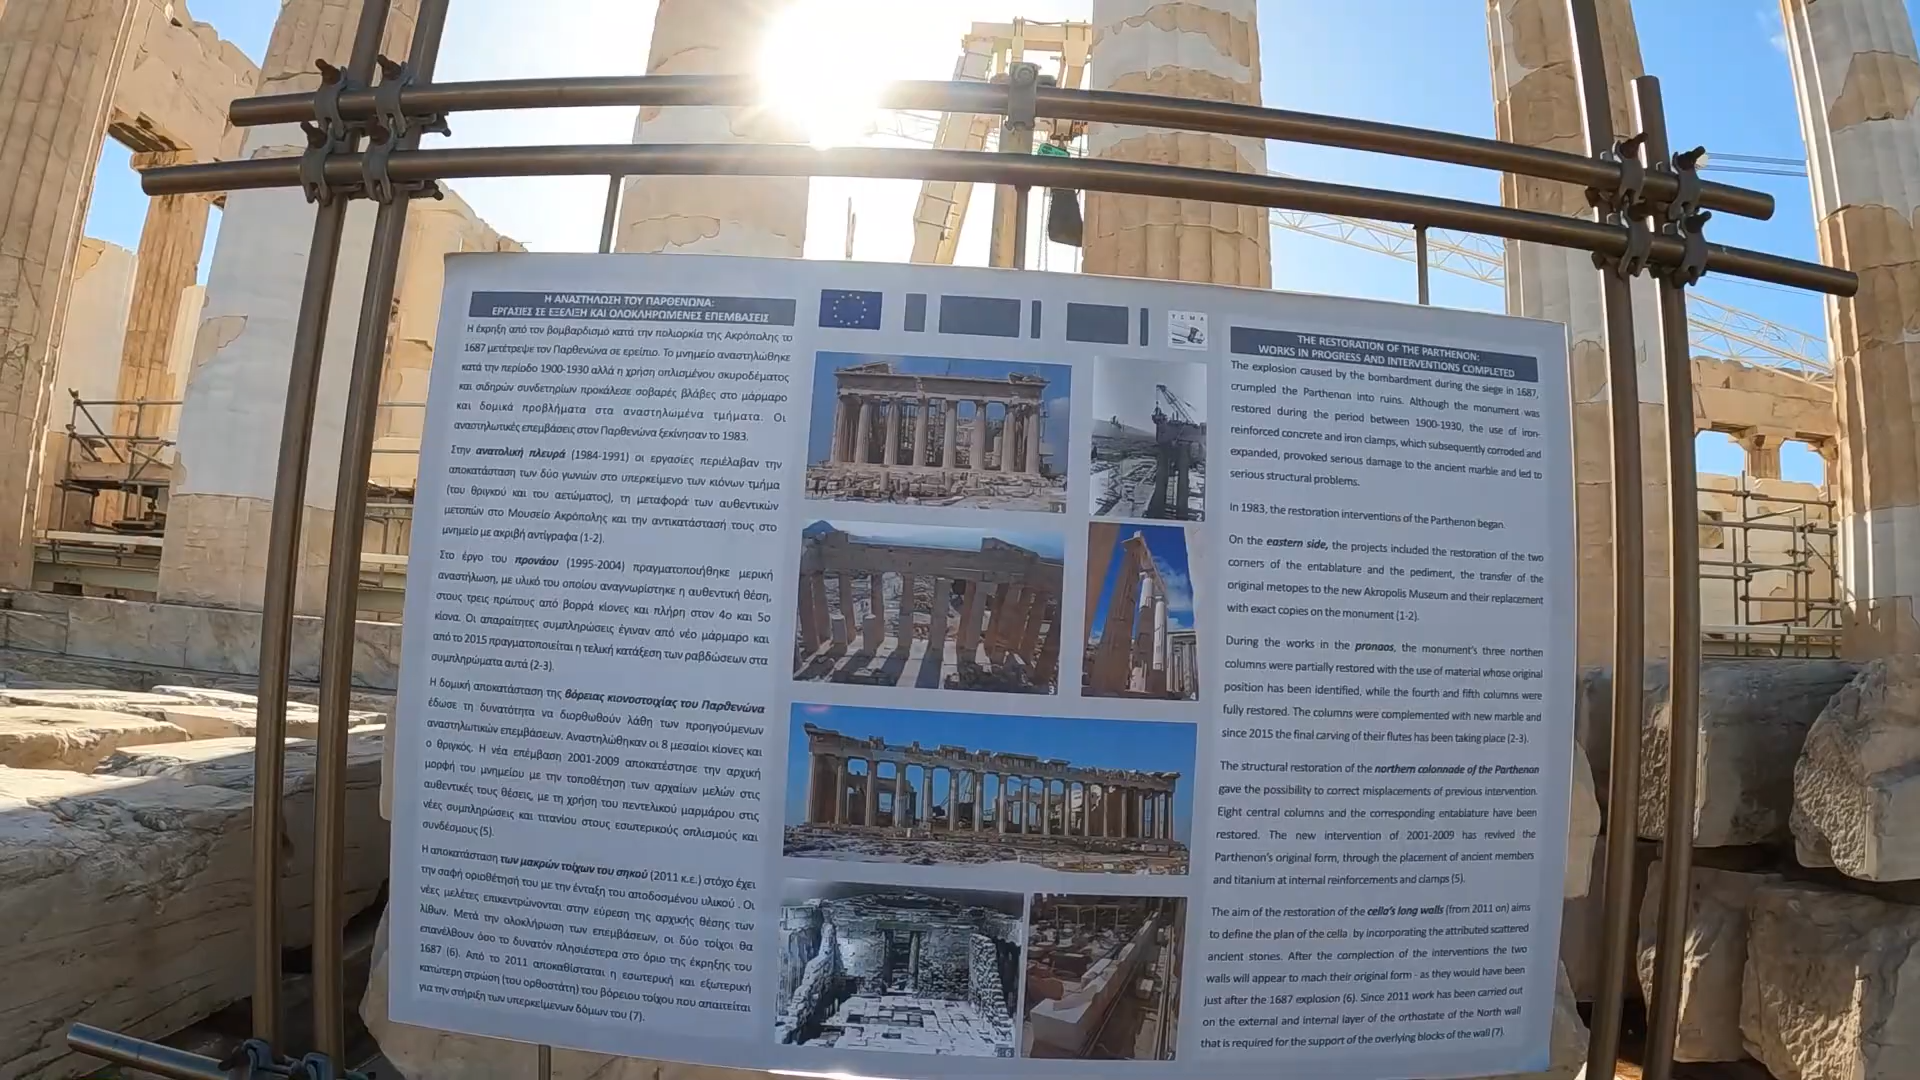 Η ΑΝΑΣΤΗΛΩΣΗ ΤΟΥ ΠΑΡΘΕΝΩΝΑ:
ΕΡΓΑΣΙΕΣ ΣΕ ΕΞΕΛΙΞΗ ΚΑΙ ΟΛΟΚΛΗΡΩΜΕΝΕΣ ΕΠΕΜΒΑΣΕΙΣ
Η έκρηξη από τον βομβαρδισμό κατά την πολιορκία της Ακρόπολης το
1687 μετέτρεψε τον Παρθενώνα σε ερείπιο. Το μνημείο αναστηλώθηκε
κατά την περίοδο 1900-1930 αλλά η χρήση οπλισμένου σκυροδέματος
και σιδηρών συνδετηρίων προκάλεσε σοβαρές βλάβες στο μάρμαρο
και δομικά προβλήματα στα αναστηλωμένα τμήματα. Οι
αναστηλωτικές επεμβάσεις στον Παρθενώνα ξεκίνησαν το 1983.
Στην ανατολική πλευρά (1984-1991) οι εργασίες περιέλαβαν την
αποκατάσταση των δύο γωνιών στο υπερκείμενο των κιόνων τμήμα
(του θριγκού και του αετώματος), τη μεταφορά των αυθεντικών
μετοπών στο Μουσείο Ακρόπολης και την αντικατάστασή τους στο
μνημείο με ακριβή αντίγραφα (1-2).
Στο έργο του προνάου (1995-2004) πραγματοποιήθηκε μερική
αναστήλωση, με υλικό του οποίου αναγνωρίστηκε η αυθεντική θέση,
στους τρεις πρώτους από βορρά κίονες και πλήρη στον 4ο και 5ο
κίονα. Οι απαραίτητες συμπληρώσεις έγιναν από νέο μάρμαρο και
από το 2015 πραγματοποιείται η τελική κατάξεση των ραβδώσεων στα
συμπληρώματα αυτά (2-3).
Η δομική αποκατάσταση της βόρειας κιονοστοιχίας του Παρθενώνα
έδωσε τη δυνατότητα να διορθωθούν λάθη των προηγούμενων
αναστηλωτικών επεμβάσεων. Αναστηλώθηκαν οι 8 μεσαίοι κίονες και
ο θριγκός. Η νέα επέμβαση 2001-2009 αποκατέστησε την αρχική
μορφή του μνημείου με την τοποθέτηση των αρχαίων μελών στις
αυθεντικές τους θέσεις, με τη χρήση του πεντελικού μαρμάρου στις
νέες συμπληρώσεις και τιτανίου στους εσωτερικούς οπλισμούς και
συνδέσμους (5).
Η αποκατάσταση των μακρών τοίχων του σηκού (2011 κ.ε.) στόχο έχει
την σαφή οριοθέτησή του με την ένταξη του αποδοσμένου υλικού . Οι
νέες μελέτες επικεντρώνονται στην εύρεση της αρχικής θέσης των
λίθων. Μετά την ολοκλήρωση των επεμβάσεων, οι δύο τοίχοι θα
επανέλθουν όσο το δυνατόν πλησιέστερα στο όριο της έκρηξης του
1687 (6). Από το 2011 αποκαθίσταται η εσωτερική και εξωτερική
κατώτερη στρώση (του ορθοστάτη) του βόρειου τοίχου που απαιτείται
για την στήριξη των υπερκείμενων δόμων του (7).
Υ Σ Μ Α
1
2
3
4
5
6
7
THE RESTORATION OF THE PARTHENON:
WORKS IN PROGRESS AND INTERVENTIONS COMPLETED
The explosion caused by the bombardment during the siege in 1687,
crumpled the Parthenon into ruins. Although the monument was
restored during the period between 1900-1930, the use of iron-
reinforced concrete and iron clamps, which subsequently corroded and
expanded, provoked serious damage to the ancient marble and led to
serious structural problems.
In 1983, the restoration interventions of the Parthenon began.
On the eastern side, the projects included the restoration of the two
corners of the entablature and the pediment, the transfer of the
original metopes to the new Akropolis Museum and their replacement
with exact copies on the monument (1-2).
During the works in the pronaos, the monument's three northen
columns were partially restored with the use of material whose original
position has been identified, while the fourth and fifth columns were
fully restored. The columns were complemented with new marble and
since 2015 the final carving of their flutes has been taking place (2-3).
The structural restoration of the northern colonnade of the Parthenon
gave the possibility to correct misplacements of previous intervention.
Eight central columns and the corresponding entablature have been
restored. The new intervention of 2001-2009 has revived the
Parthenon's original form, through the placement of ancient members
and titanium at internal reinforcements and clamps (5).
The aim of the restoration of the cella's long walls (from 2011 on) aims
to define the plan of the cella by incorporating the attributed scattered
ancient stones. After the completion of the interventions the two
walls will appear to mach their original form - as they would have been
just after the 1687 explosion (6). Since 2011 work has been carried out
on the external and internal layer of the orthostate of the North wall
that is required for the support of the overlying blocks of the wall (7).